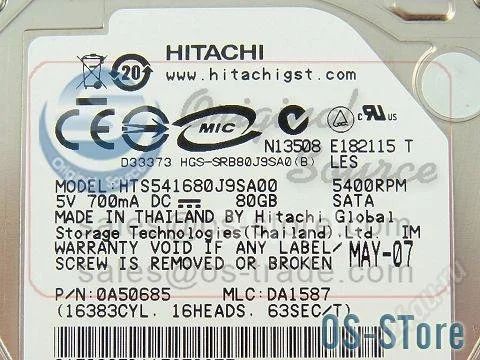 HITACHI
20
www.hitachigst.com
Original
Source
MIC
N13508 E182115 T
D33373 HGS-SRB80J9SA0(B) LES
MODEL:HTS541680J9SA00 5400RPM
5V 700mA DC 80GB SATA
MADE IN THAILAND BY Hitachi Global
Storage Technologies(Thailand).Ltd. IM
WARRANTY VOID IF ANY LABEL/ MAY-07
SCREW IS REMOVED OR BROKEN
sales@os-trade.com
P/N:0A50685 MLC:DA1587
(16383CYL. 16HEADS. 63SEC/T)
OS-STore